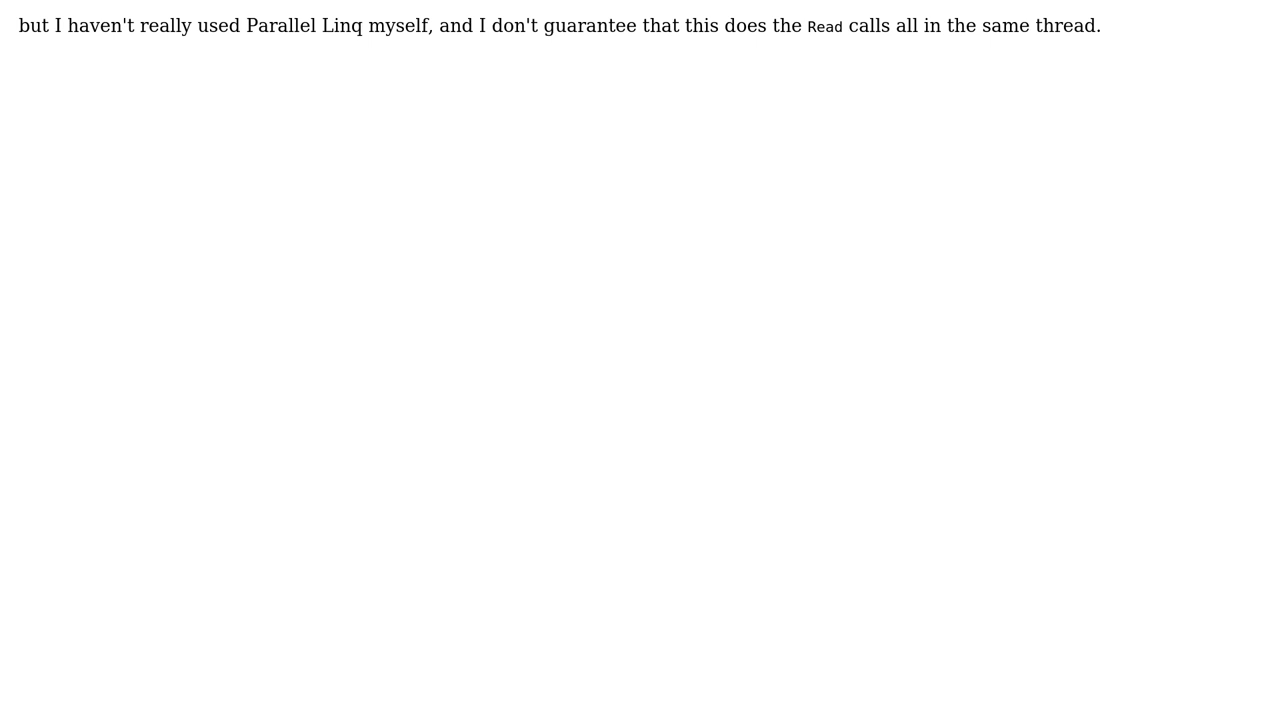 but I haven't really used Parallel Linq myself, and I don't guarantee that this does the Read calls all in the same thread.